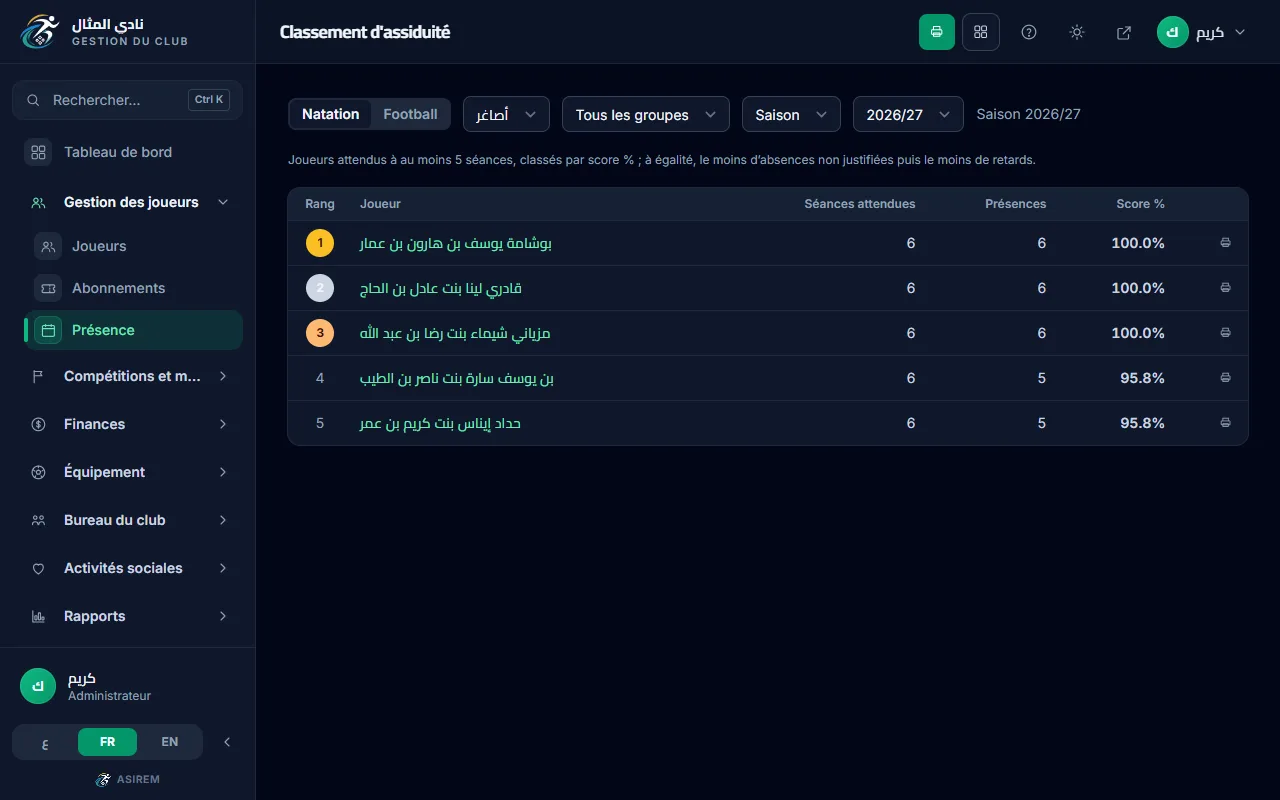 نادي المثال
GESTION DU CLUB
Rechercher...
Ctrl K
Tableau de bord
Gestion des joueurs
Joueurs
Abonnements
Présence
Compétitions et m...
Finances
Équipement
Bureau du club
Activités sociales
Rapports
ك
كريم
Administrateur
ع FR EN
ASIREM
Classement d'assiduité
ك كريم
Natation Football أصاغر Tous les groupes Saison 2026/27 Saison 2026/27
Joueurs attendus à au moins 5 séances, classés par score % ; à égalité, le moins d’absences non justifiées puis le moins de retards.
Rang Joueur Séances attendues Présences Score %
1 بوشامة يوسف بن هارون بن عمار 6 6 100.0%
2 قادري لينا بنت عادل بن الحاج 6 6 100.0%
3 مزياني شيماء بنت رضا بن عبد الله 6 6 100.0%
4 بن يوسف سارة بنت ناصر بن الطيب 6 5 95.8%
5 حداد إيناس بنت كريم بن عمر 6 5 95.8%